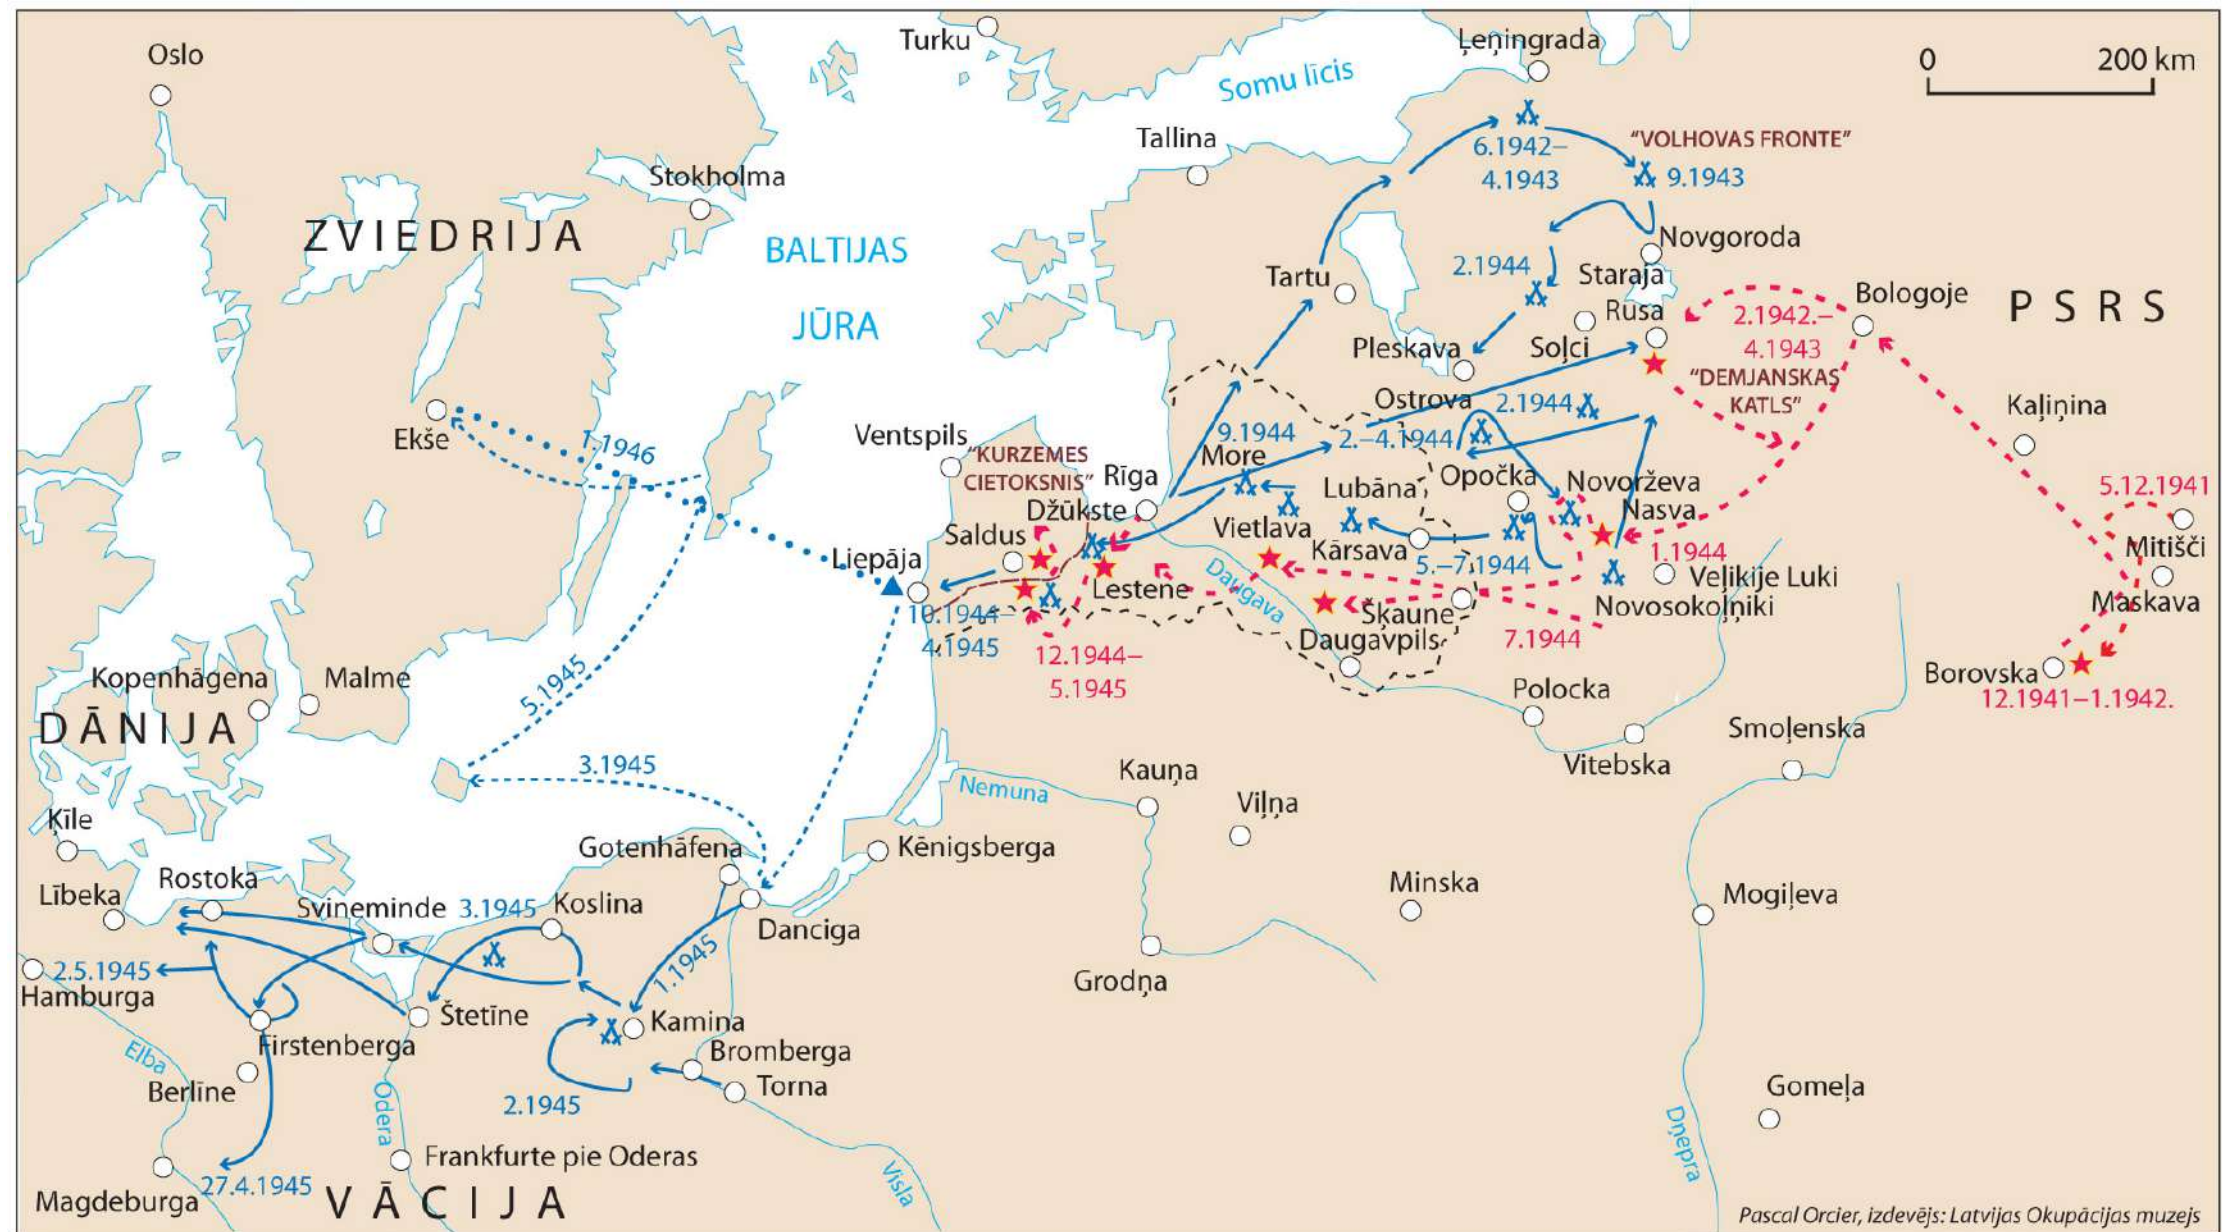 Oslo
Turku
Ļeņingrada
0 200 km
Somu līcis
Tallina
6.1942–
4.1943
"VOLHOVAS FRONTE"
9.1943
Stokholma
ZVIEDRIJA
BALTIJAS
JŪRA
Novgoroda
Tartu
2.1944
Staraja
Rusa
Bologoje
PSRS
2.1942.–
4.1943
Pleskava
Soļci
"DEMJANSKAS
KATLS"
Ostrova
2.1944
Kaļiņina
Ekše
1.1946
Ventspils
"KURZEMES
CIETOKSNIS"
Rīga
9.1944
More
2.–4.1944
Opočka
Novorževa
5.12.1941
Džūkste
Lubāna
Nasva
Saldus
Vietlava
Mitišči
Liepāja
Kārsava
5.–7.1944
1.1944
Veļikije Luki
Lestene
Daugava
Maskava
10.1944–
4.1945
Šķaune
Novosokoļņiki
Daugavpils
7.1944
12.1944–
5.1945
Borovska
12.1941–1.1942.
Kopenhāgena
Malme
5.1945
DĀNIJA
Polocka
Smoļenska
3.1945
Vitebska
Kauņa
Nemuna
Viļņa
Ķīle
Gotenhāfena
Kēnigsberga
Rostoka
Lībeka
Svineminde
3.1945
Koslina
Danciga
Minska
Mogiļeva
1.1945
2.5.1945
Hamburga
Grodņa
Štetīne
Kamina
Firstenberga
Elba
Bromberga
Berlīne
Torna
Odera
2.1945
Gomeļa
Dņepra
Frankfurte pie Oderas
Visla
27.4.1945
Magdeburga
VĀCIJA
Pascal Orcier, izdevējs: Latvijas Okupācijas muzejs